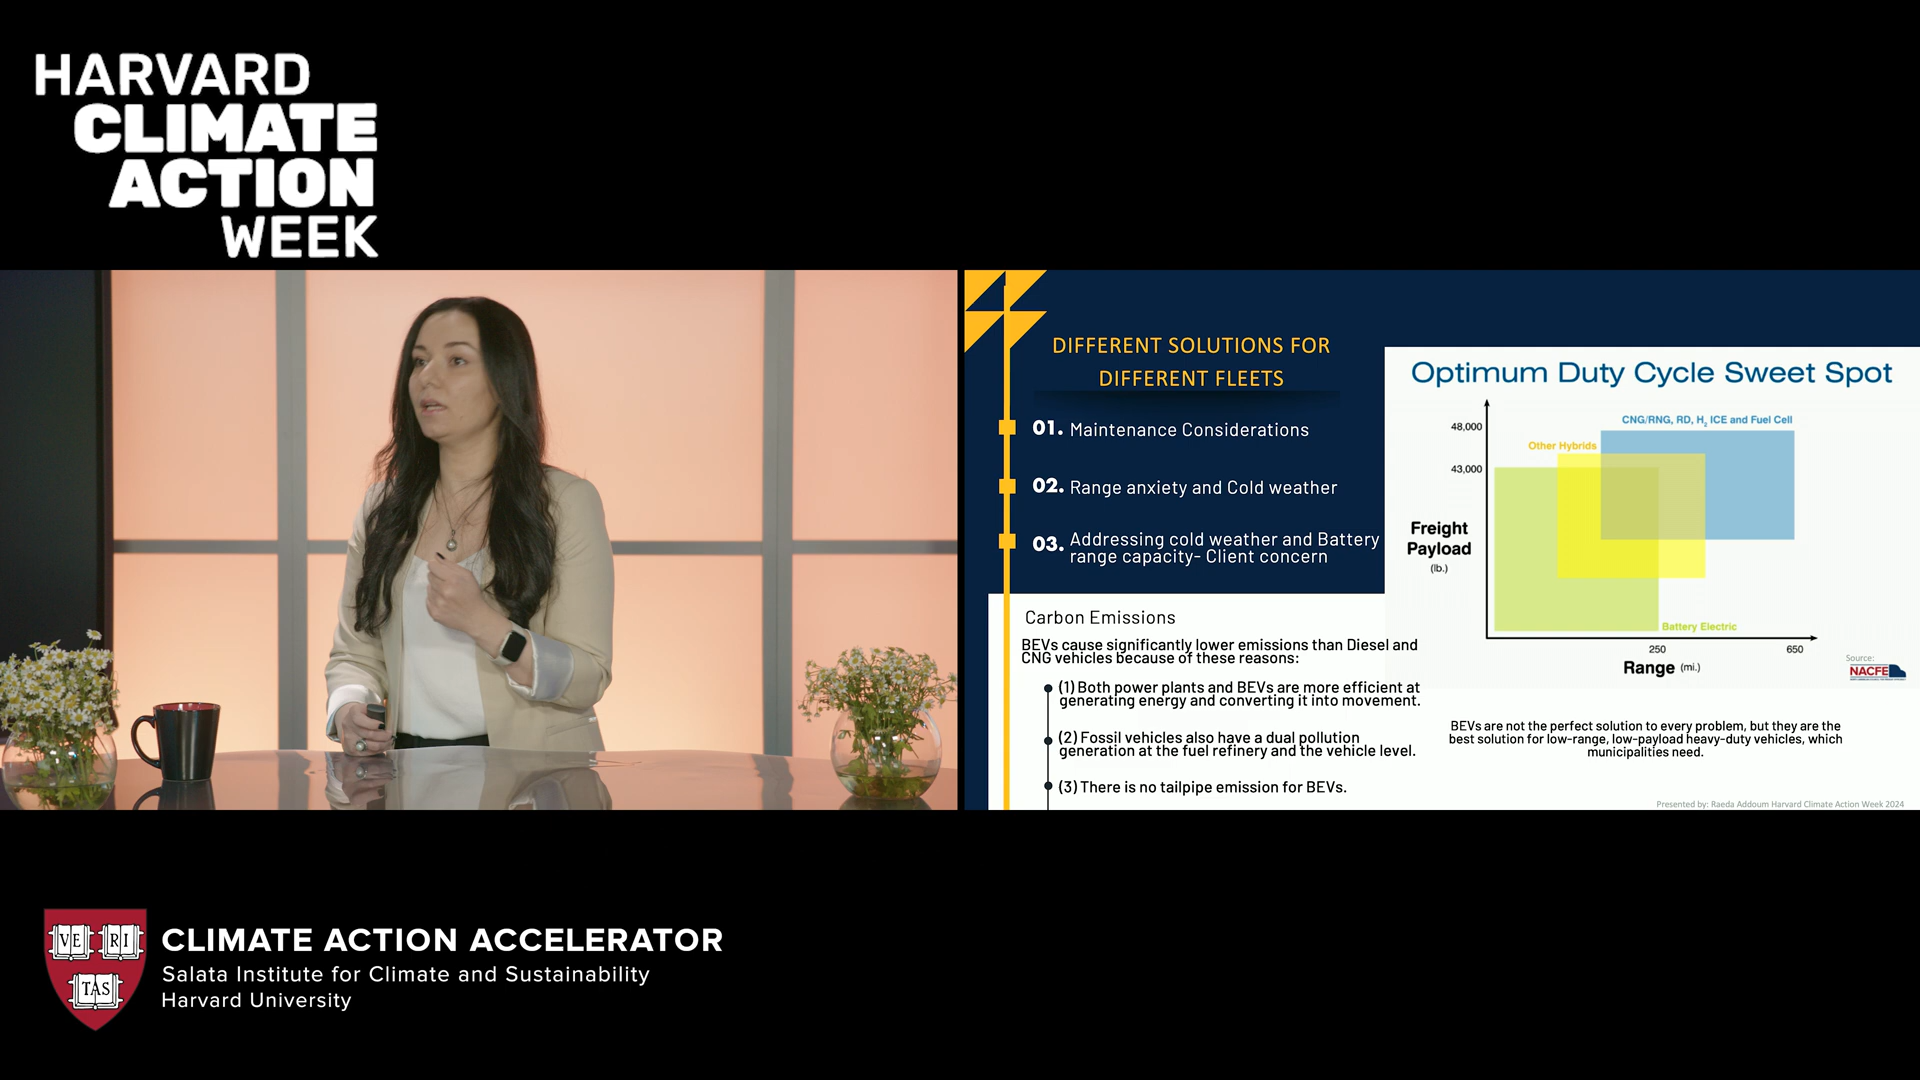 HARVARD
CLIMATE
ACTION
WEEK
DIFFERENT SOLUTIONS FOR
DIFFERENT FLEETS
01. Maintenance Considerations
02. Range anxiety and Cold weather
03. Addressing cold weather and Battery
range capacity- Client concern
Carbon Emissions
BEVs cause significantly lower emissions than Diesel and
CNG vehicles because of these reasons:
(1) Both power plants and BEVs are more efficient at
generating energy and converting it into movement.
(2) Fossil vehicles also have a dual pollution
generation at the fuel refinery and the vehicle level.
(3) There is no tailpipe emission for BEVs.
Optimum Duty Cycle Sweet Spot
CNG/RNG, RD, H₂ ICE and Fuel Cell
48,000
Other Hybrids
43,000
Freight
Payload
(lb.)
Battery Electric
250
650
Range (mi.)
Source:
NACFE
BEVs are not the perfect solution to every problem, but they are the
best solution for low-range, low-payload heavy-duty vehicles, which
municipalities need.
Presented by: Raeda Addoum Harvard Climate Action Week 2024
VE RI
TAS
CLIMATE ACTION ACCELERATOR
Salata Institute for Climate and Sustainability
Harvard University